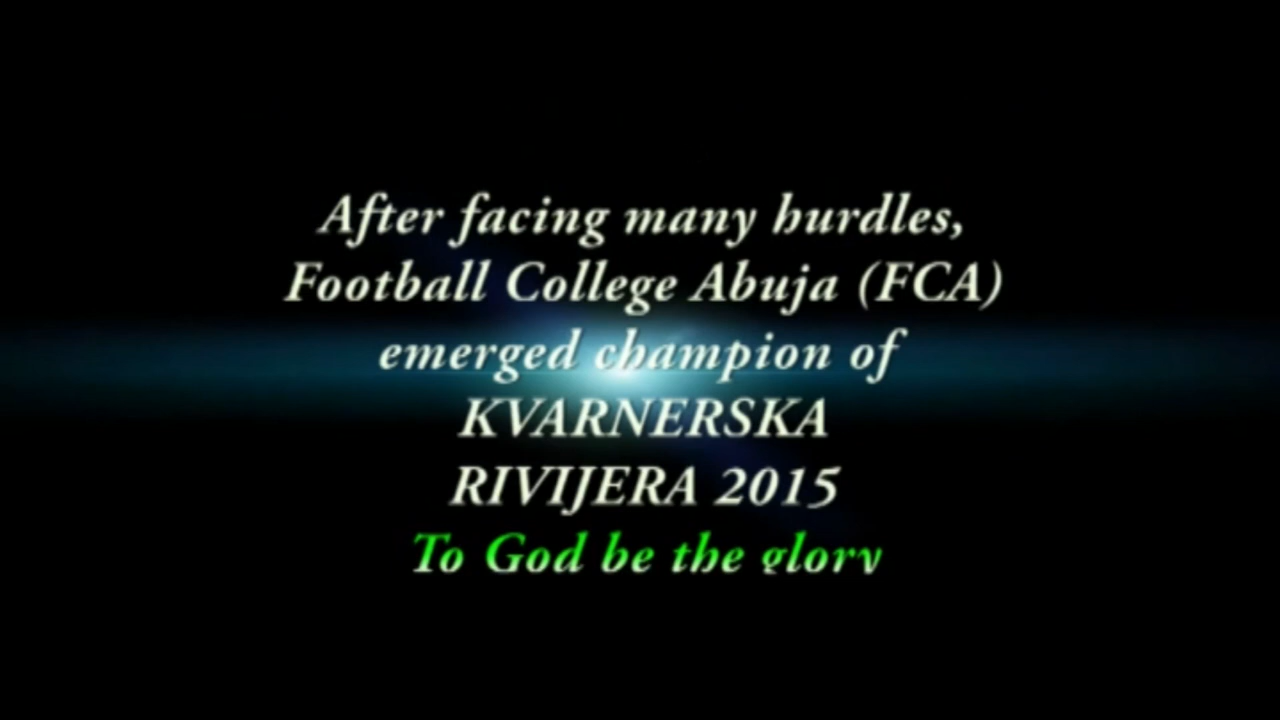 After facing many hurdles,
Football College Abuja (FCA)
emerged champion of
KVARNERSKA
RIVIJERA 2015
To God be the glory